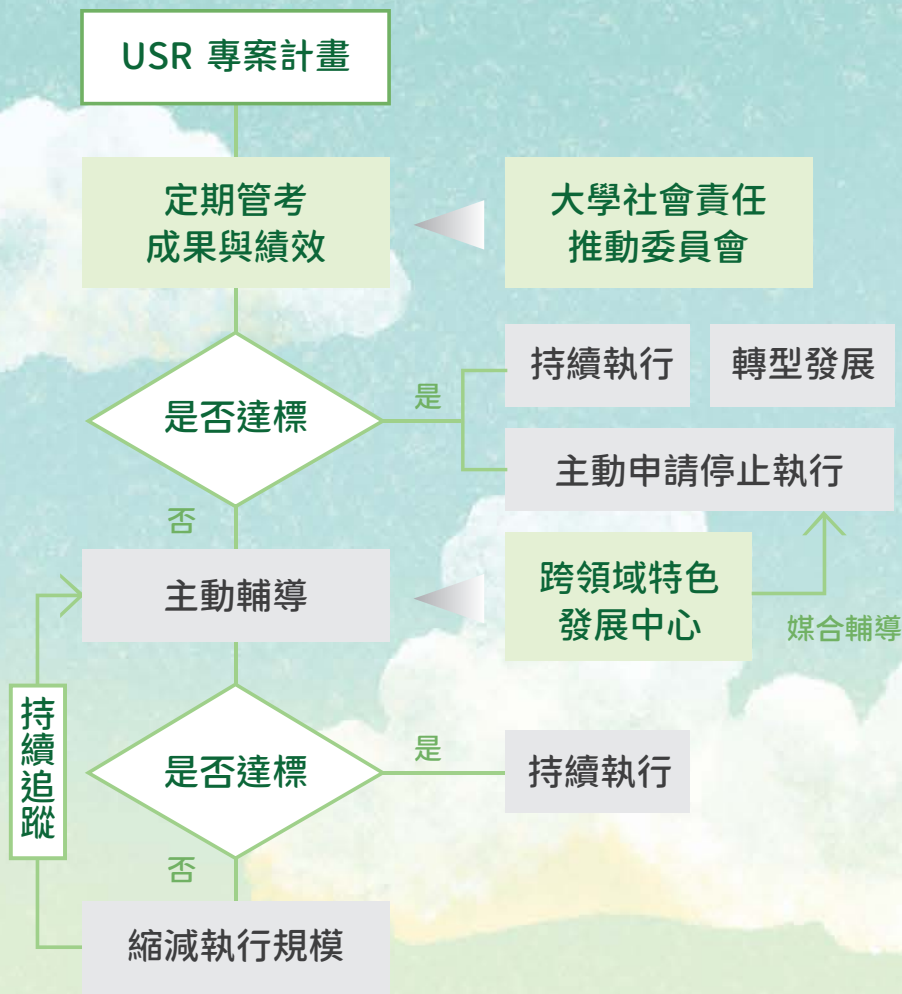 USR 專案計畫
定期管考
成果與績效
大學社會責任
推動委員會
是否達標
是
持續執行
轉型發展
主動申請停止執行
否
主動輔導
跨領域特色
發展中心
媒合輔導
持續追蹤
是否達標
是
持續執行
否
縮減執行規模